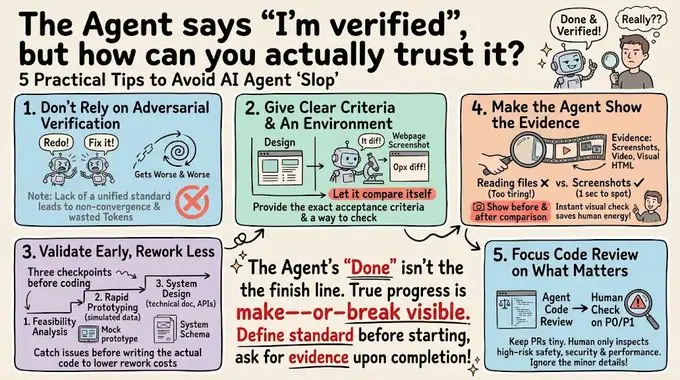 The Agent says “I’m verified”,
but how can you actually trust it?
5 Practical Tips to Avoid AI Agent ‘Slop’
Done &
Verified!
Really??
1. Don’t Rely on Adversarial
Verification
Redo!
Fix it!
Gets Worse & Worse
Note: Lack of a unified standard
leads to non-convergence &
wasted Tokens
2. Give Clear Criteria
& An Environment
Design
It diff!
Webpage
Screenshot
0px diff!
Let it compare itself
Provide the exact acceptance criteria &
a way to check
4. Make the Agent Show
the Evidence
Evidence:
Screenshots,
Video, Visual
HTML
Reading files ✗ vs. Screenshots ✓
(Too tiring!)
(1 sec to spot)
Show before &
after comparison
Instant visual check
saves human energy!
3. Validate Early, Rework Less
Three checkpoints
before coding
1. Feasibility
Analysis
2. Rapid
Prototyping
(simulated data)
Mock
prototype
3. System
Design
(technical doc, APIs)
System
Schema
Catch issues before writing the actual
code to lower rework costs
The Agent’s “Done” isn’t the
the finish line. True progress is
make––or–break visible.
Define standard before starting,
ask for evidence upon completion!
5. Focus Code Review
on What Matters
Agent
Code
Review
Human
Check
on P0/P1
Keep PRs tiny. Human only inspects
high-risk safety, security & performance.
Ignore the minor details!